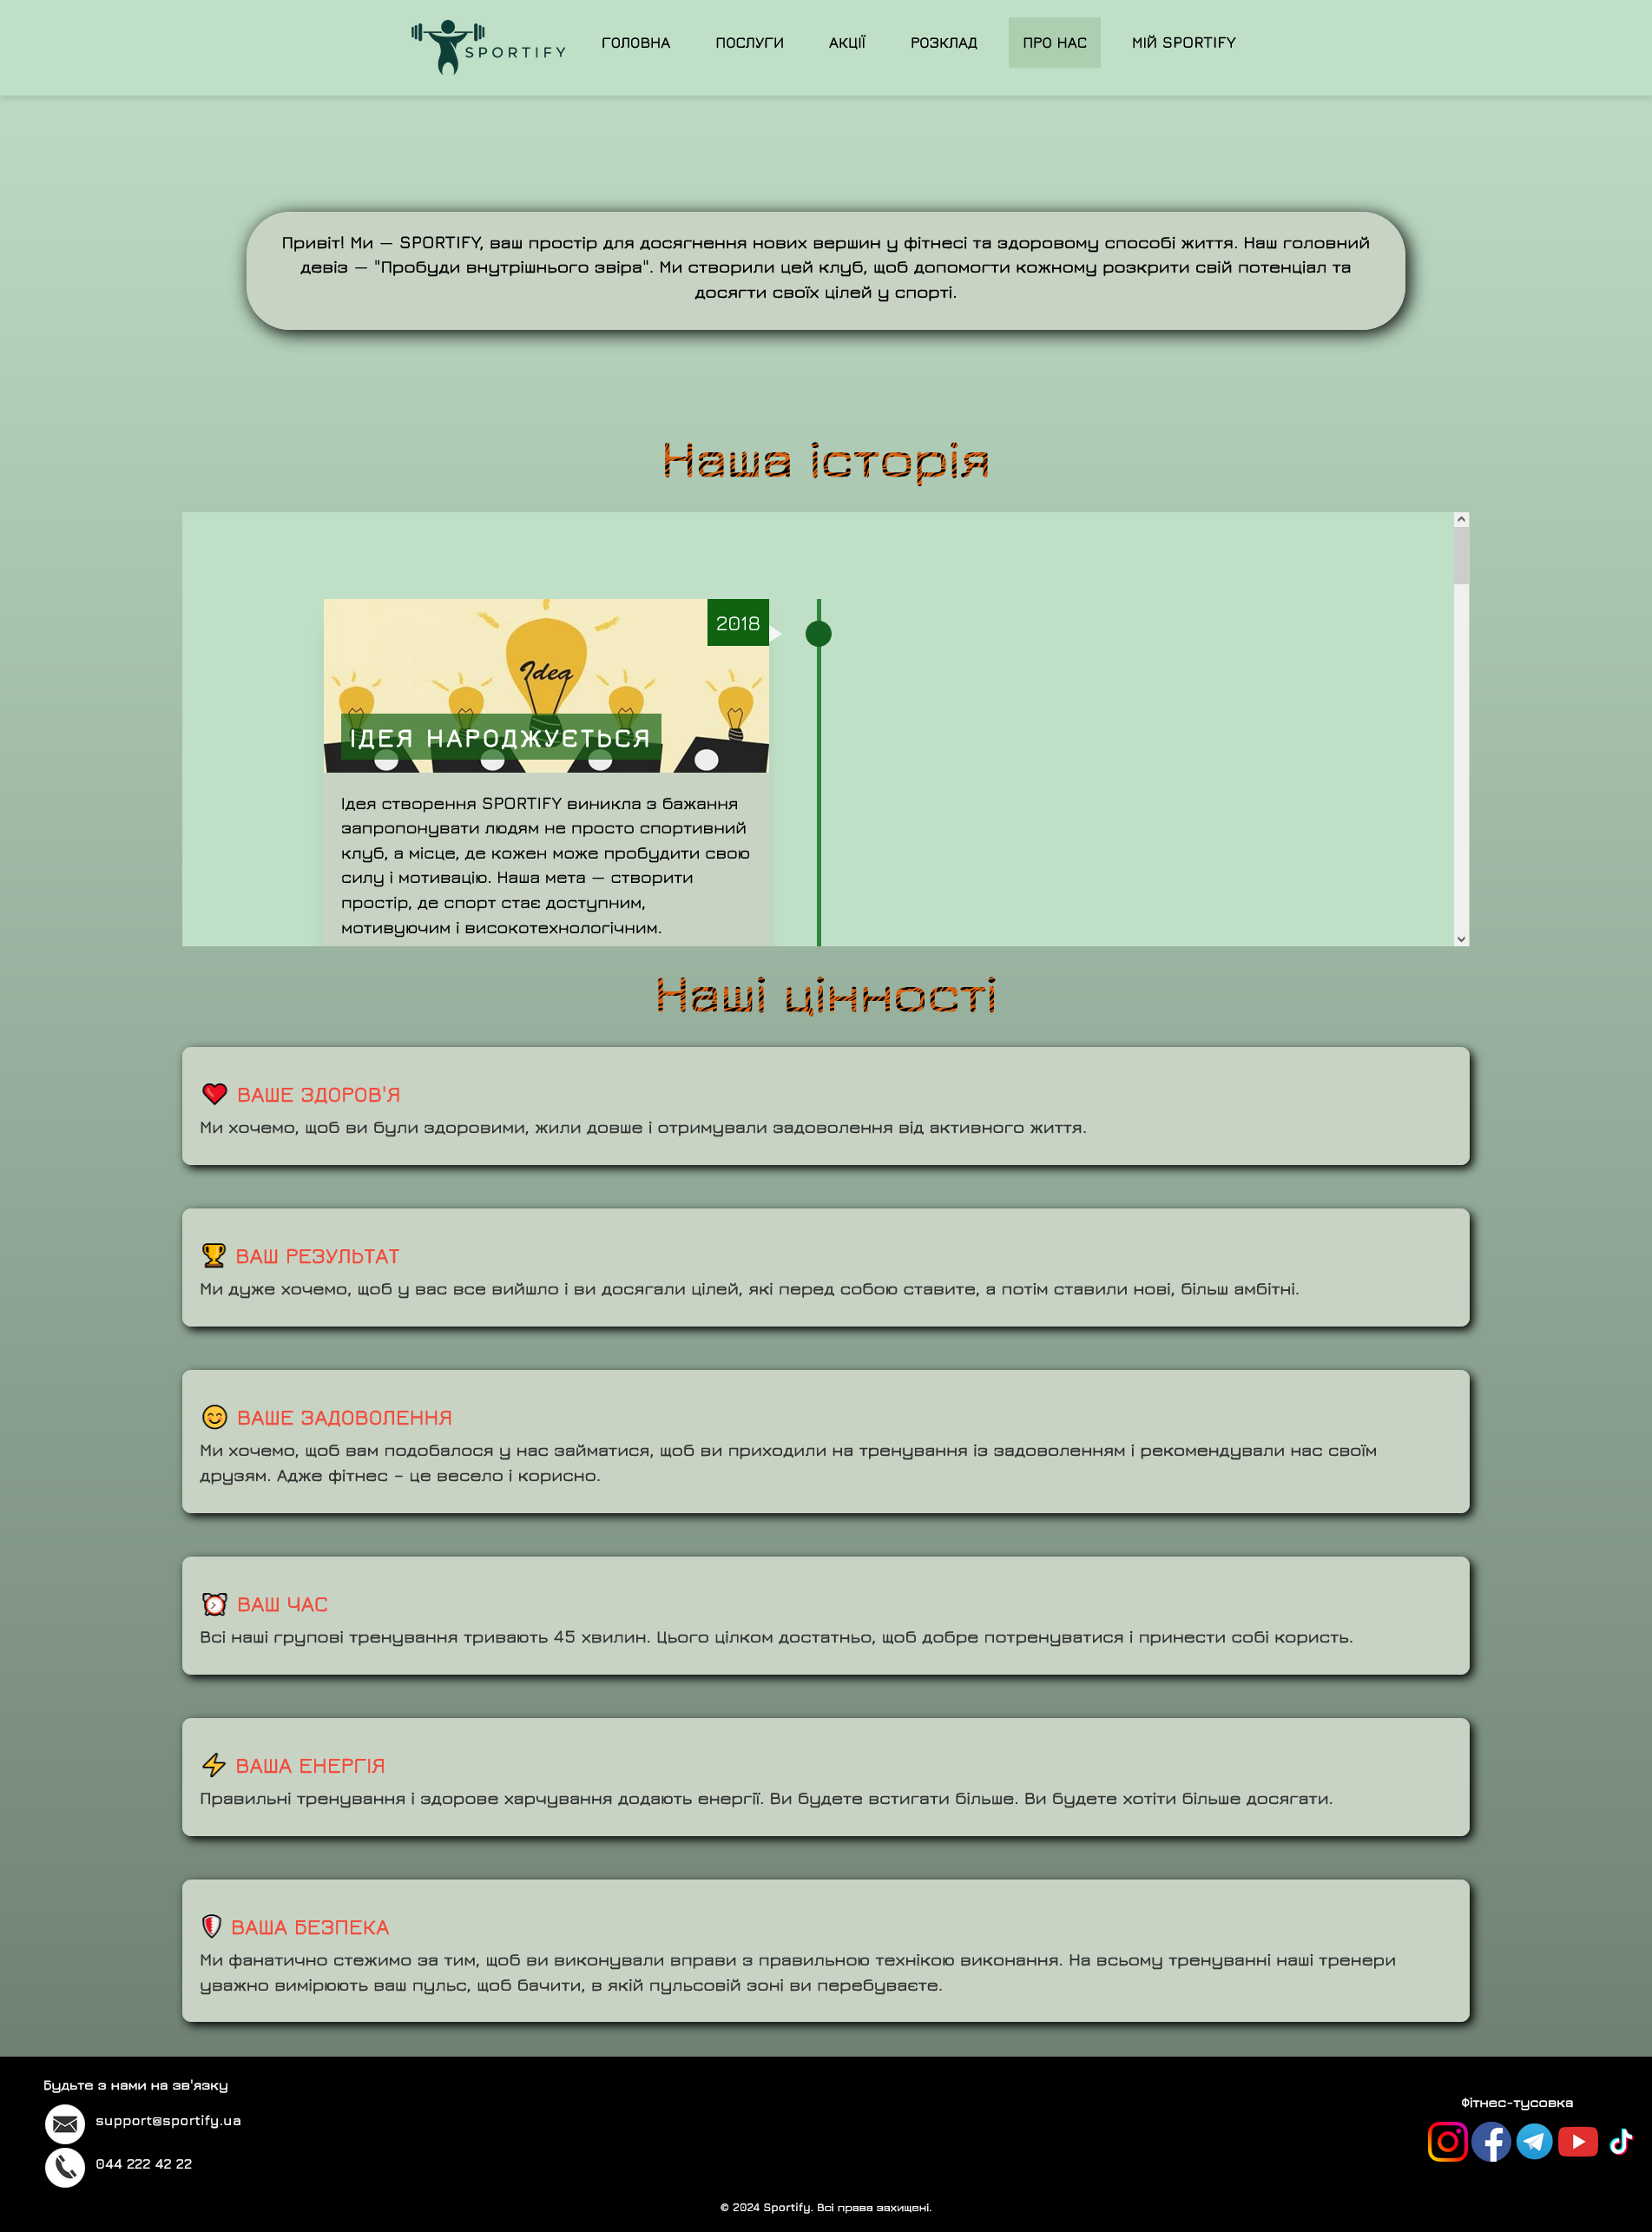 SPORTIFY
ГОЛОВНА
ПОСЛУГИ
АКЦІЇ
РОЗКЛАД
ПРО НАС
МІЙ SPORTIFY
Привіт! Ми — SPORTIFY, ваш простір для досягнення нових вершин у фітнесі та здоровому способі життя. Наш головний
девіз — "Пробуди внутрішнього звіра". Ми створили цей клуб, щоб допомогти кожному розкрити свій потенціал та
досягти своїх цілей у спорті.
Наша історія
2018
Idea
ІДЕЯ НАРОДЖУЄТЬСЯ
Ідея створення SPORTIFY виникла з бажання
запропонувати людям не просто спортивний
клуб, а місце, де кожен може пробудити свою
силу і мотивацію. Наша мета — створити
простір, де спорт стає доступним,
мотивуючим і високотехнологічним.
Наші цінності
ВАШЕ ЗДОРОВ'Я
Ми хочемо, щоб ви були здоровими, жили довше і отримували задоволення від активного життя.
ВАШ РЕЗУЛЬТАТ
Ми дуже хочемо, щоб у вас все вийшло і ви досягали цілей, які перед собою ставите, а потім ставили нові, більш амбітні.
ВАШЕ ЗАДОВОЛЕННЯ
Ми хочемо, щоб вам подобалося у нас займатися, щоб ви приходили на тренування із задоволенням і рекомендували нас своїм
друзям. Адже фітнес – це весело і корисно.
ВАШ ЧАС
Всі наші групові тренування тривають 45 хвилин. Цього цілком достатньо, щоб добре потренуватися і принести собі користь.
ВАША ЕНЕРГІЯ
Правильні тренування і здорове харчування додають енергії. Ви будете встигати більше. Ви будете хотіти більше досягати.
ВАША БЕЗПЕКА
Ми фанатично стежимо за тим, щоб ви виконували вправи з правильною технікою виконання. На всьому тренуванні наші тренери
уважно вимірюють ваш пульс, щоб бачити, в якій пульсовій зоні ви перебуваєте.
Будьте з нами на зв'язку
support@sportify.ua
044 222 42 22
Фітнес-тусовка
© 2024 Sportify. Всі права захищені.